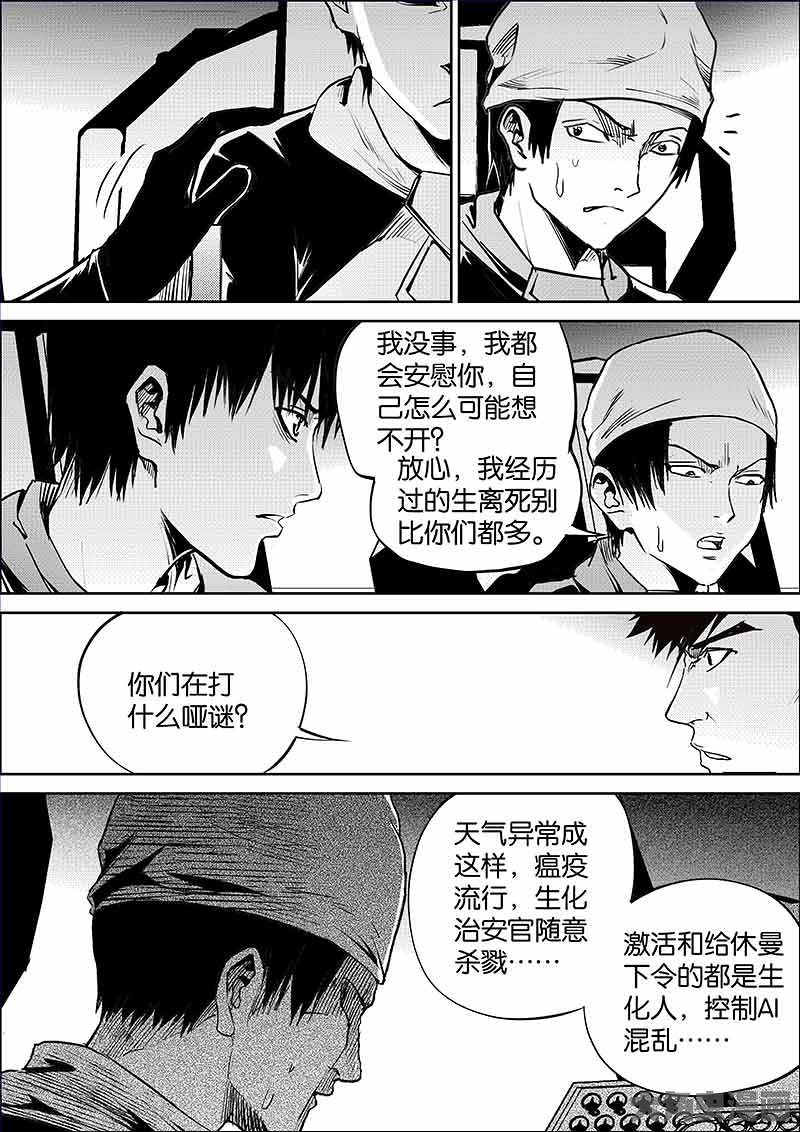 我没事，我都
会安慰你，自
己怎么可能想
不开？
放心，我经历
过的生离死别
比你们都多。
你们在打
什么哑谜？
天气异常成
这样，瘟疫
流行，生化
治安官随意
杀戮……
激活和给休曼
下令的都是生
化人，控制AI
混乱……